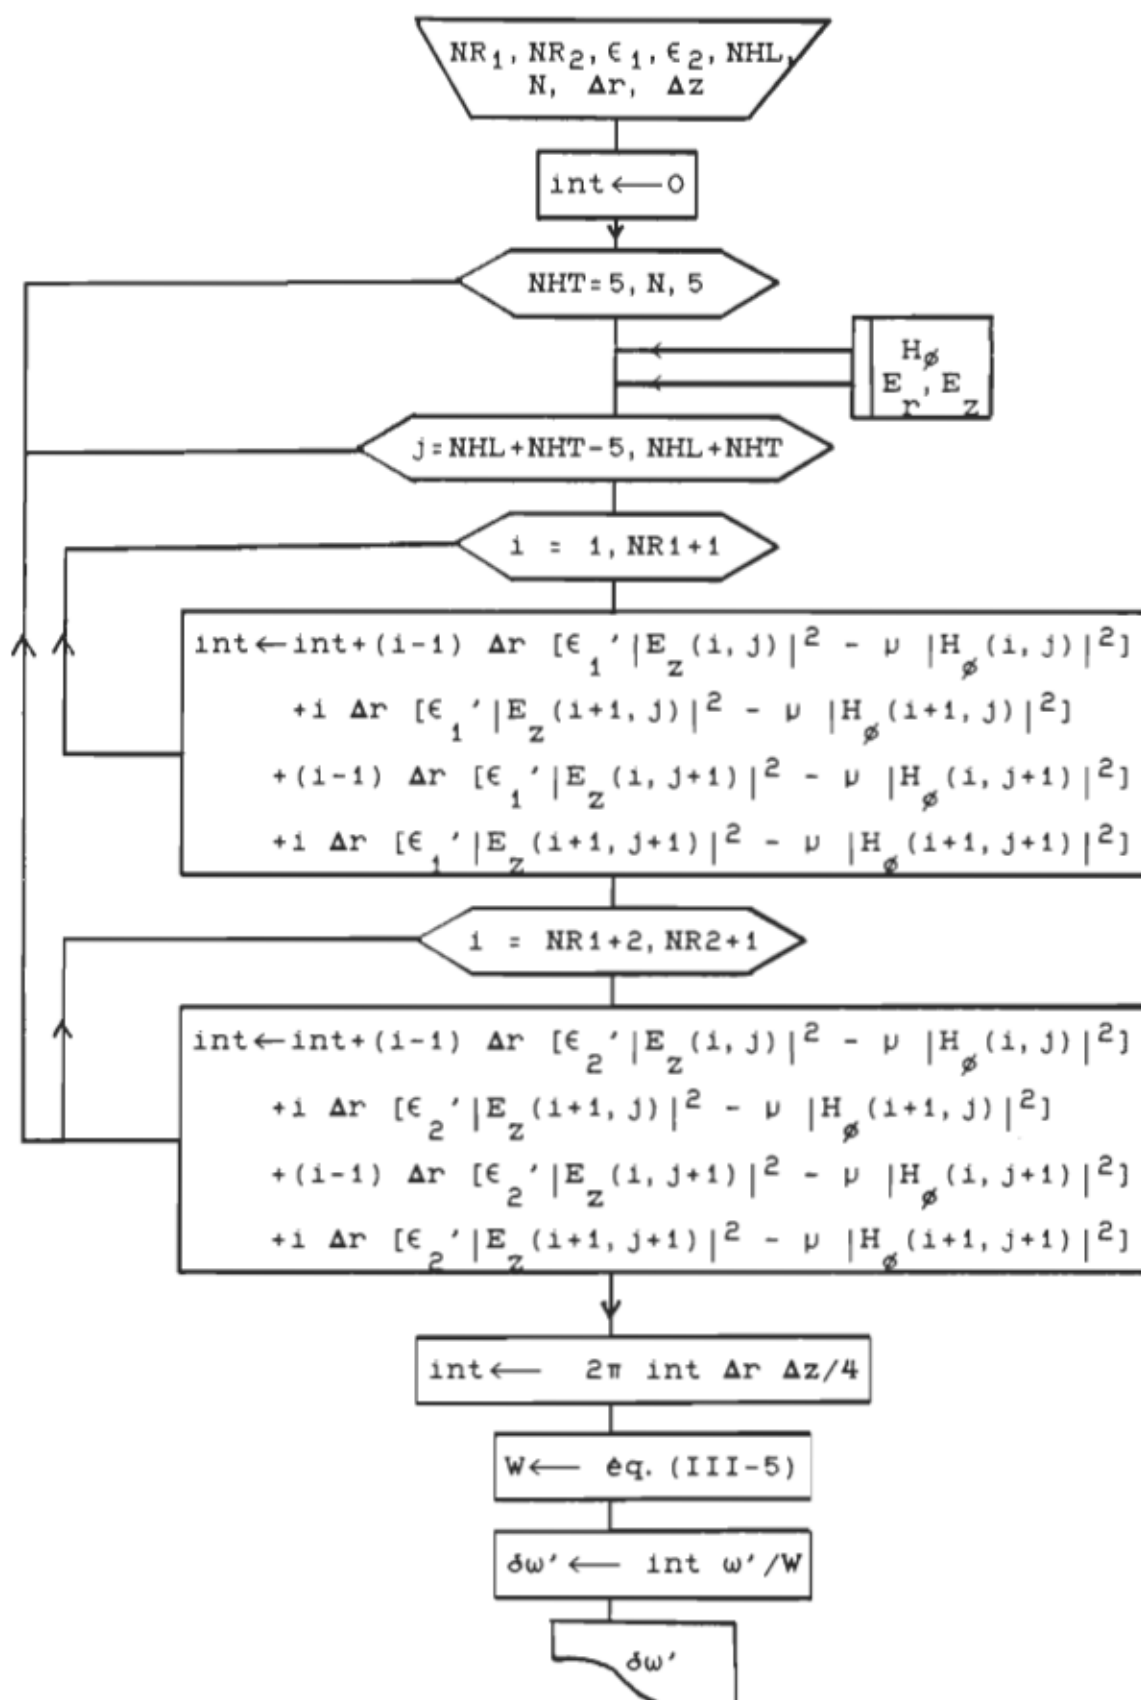 NR₁, NR₂, ϵ₁, ϵ₂, NHL,
N, Δr, Δz
int ← 0
NHT=5, N, 5
H_ø
E_r, E_z
j=NHL+NHT-5, NHL+NHT
i = 1, NR1+1
int←int+(i-1) Δr [ϵ₁'|E_z(i,j)|² - µ |H_ø(i,j)|²]
+i Δr [ϵ₁'|E_z(i+1,j)|² - µ |H_ø(i+1,j)|²]
+(i-1) Δr [ϵ₁'|E_z(i,j+1)|² - µ |H_ø(i,j+1)|²]
+i Δr [ϵ₁'|E_z(i+1,j+1)|² - µ |H_ø(i+1,j+1)|²]
i = NR1+2, NR2+1
int←int+(i-1) Δr [ϵ₂'|E_z(i,j)|² - µ |H_ø(i,j)|²]
+i Δr [ϵ₂'|E_z(i+1,j)|² - µ |H_ø(i+1,j)|²]
+(i-1) Δr [ϵ₂'|E_z(i,j+1)|² - µ |H_ø(i,j+1)|²]
+i Δr [ϵ₂'|E_z(i+1,j+1)|² - µ |H_ø(i+1,j+1)|²]
int← 2π int Δr Δz/4
W← éq. (III-5)
δω'← int ω'/W
δω'